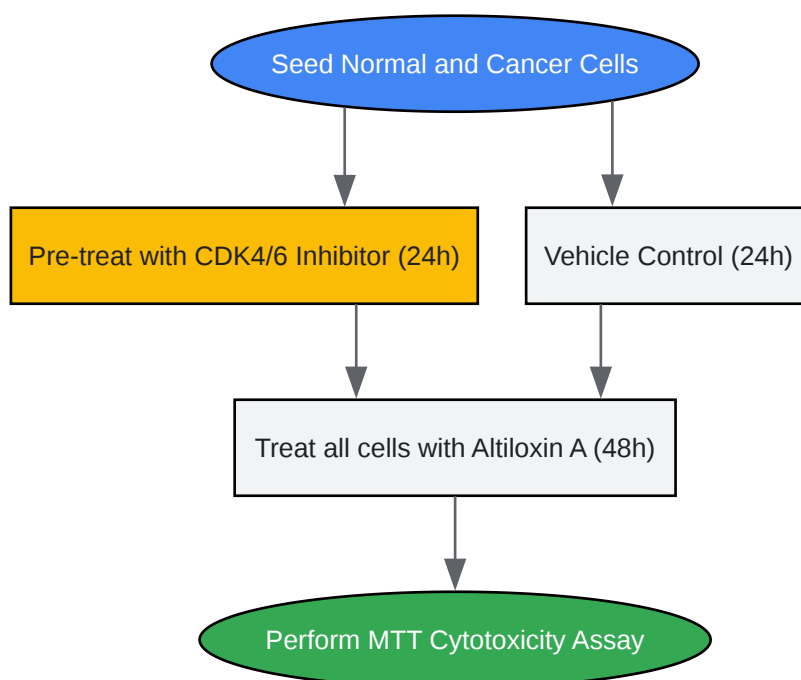 Seed Normal and Cancer Cells
Pre-treat with CDK4/6 Inhibitor (24h)
Vehicle Control (24h)
Treat all cells with Altiloxin A (48h)
Perform MTT Cytotoxicity Assay